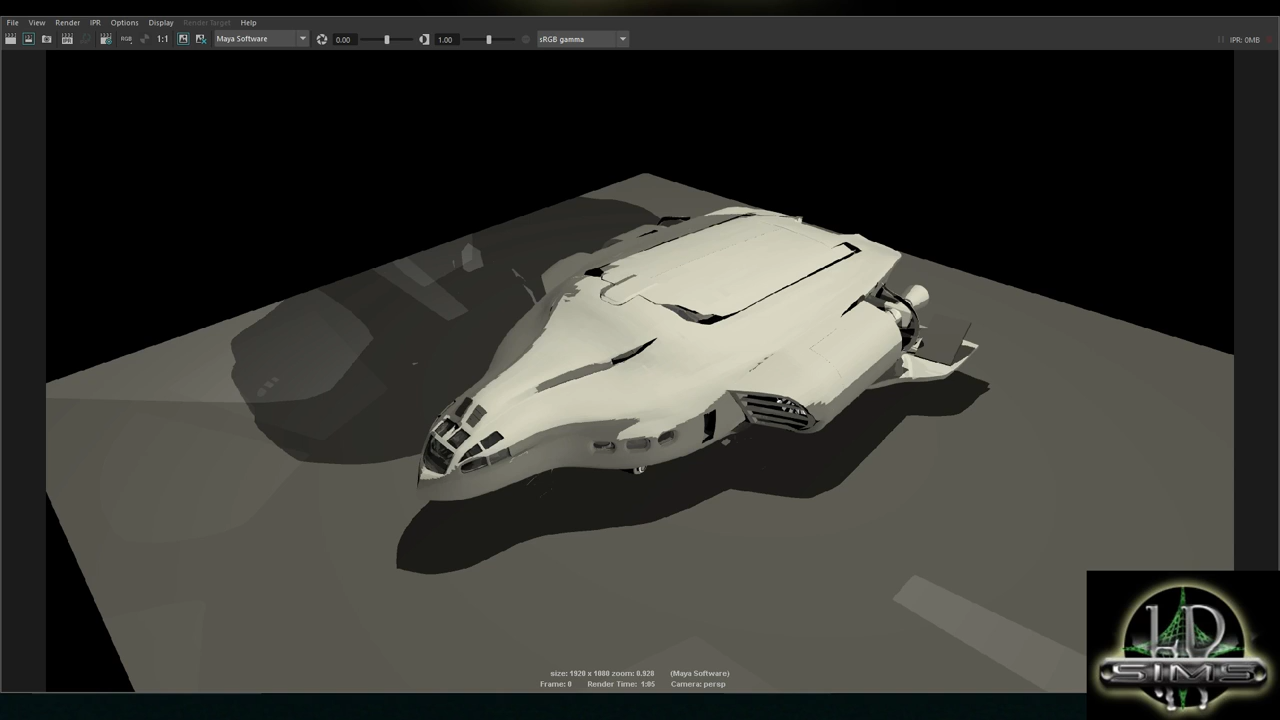 File View Render IPR Options Display Render Target Help
RGB 1:1 Maya Software 0.00 1.00 sRGB gamma IPR: 0MB
size: 1920 x 1080 zoom: 0.920 (Maya Software)
Frame: 0 Render Time: 1:05 Camera: persp
SIMS